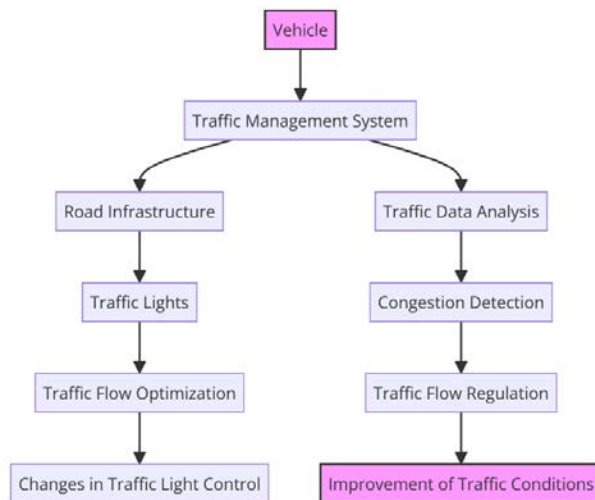 Vehicle
Traffic Management System
Road Infrastructure
Traffic Data Analysis
Traffic Lights
Congestion Detection
Traffic Flow Optimization
Traffic Flow Regulation
Changes in Traffic Light Control
Improvement of Traffic Conditions